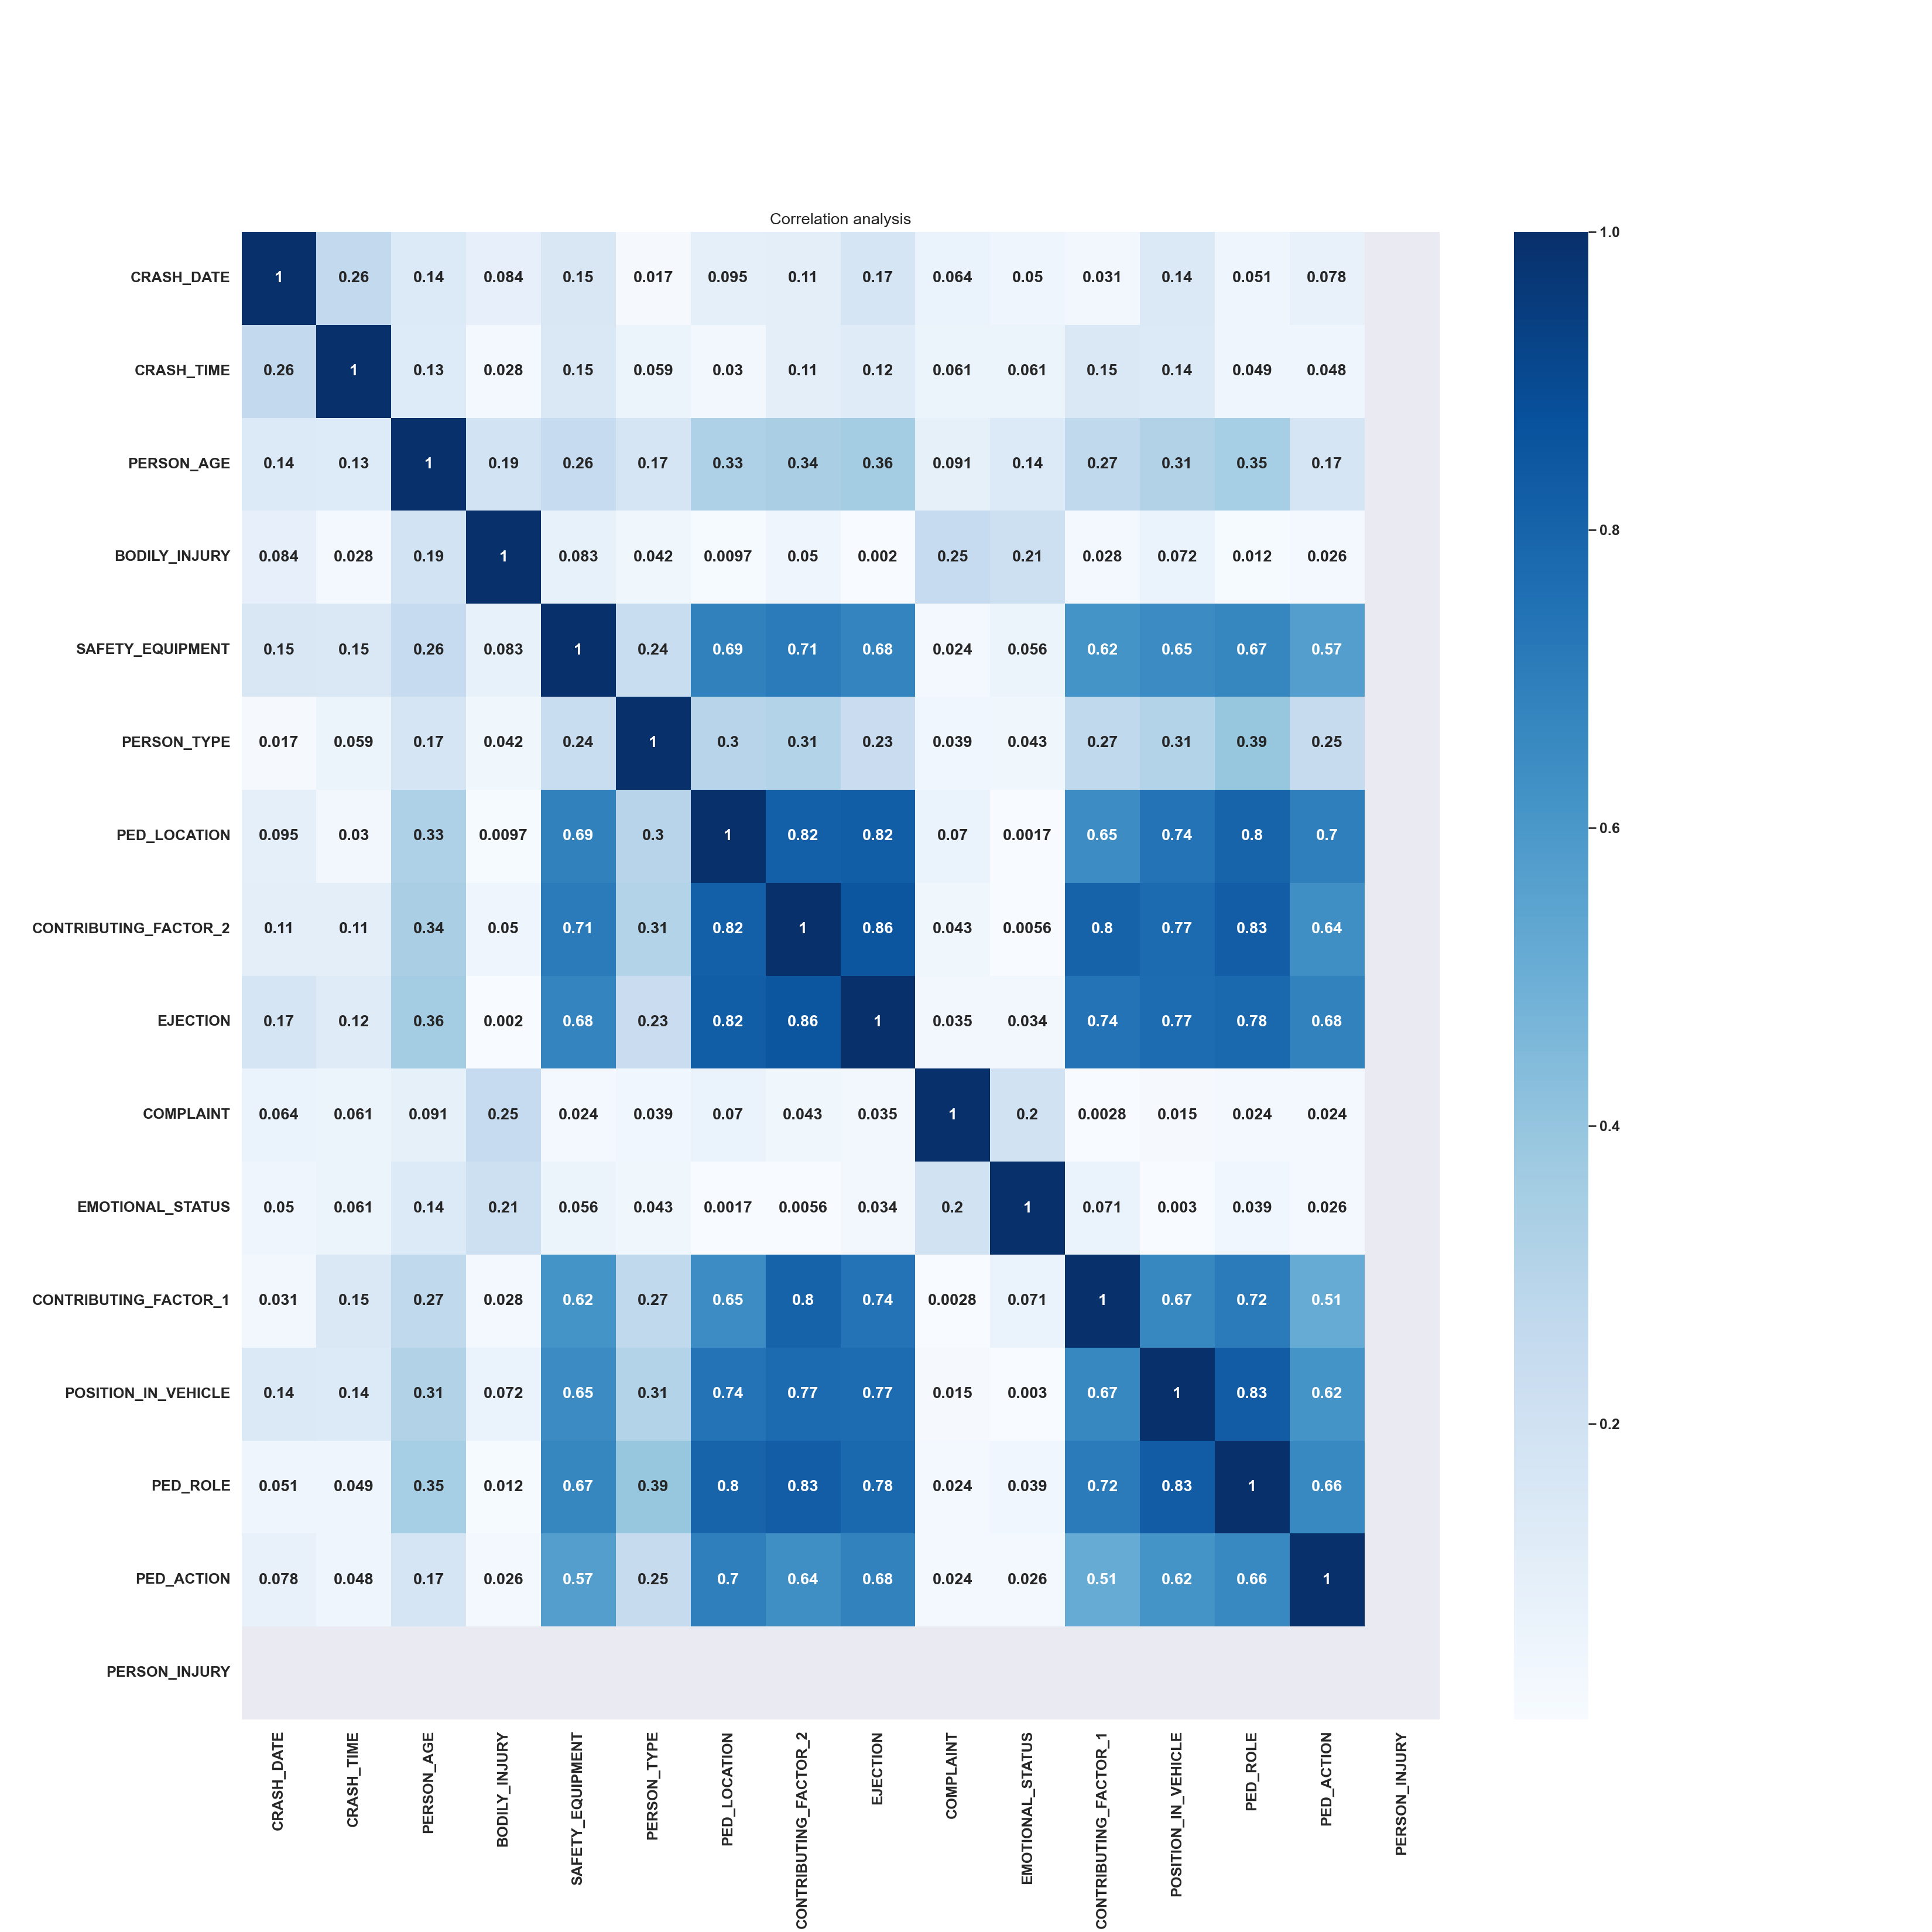 Correlation analysis
CRASH_DATE 1 0.26 0.14 0.084 0.15 0.017 0.095 0.11 0.17 0.064 0.05 0.031 0.14 0.051 0.078
CRASH_TIME 0.26 1 0.13 0.028 0.15 0.059 0.03 0.11 0.12 0.061 0.061 0.15 0.14 0.049 0.048
PERSON_AGE 0.14 0.13 1 0.19 0.26 0.17 0.33 0.34 0.36 0.091 0.14 0.27 0.31 0.35 0.17
BODILY_INJURY 0.084 0.028 0.19 1 0.083 0.042 0.0097 0.05 0.002 0.25 0.21 0.028 0.072 0.012 0.026
SAFETY_EQUIPMENT 0.15 0.15 0.26 0.083 1 0.24 0.69 0.71 0.68 0.024 0.056 0.62 0.65 0.67 0.57
PERSON_TYPE 0.017 0.059 0.17 0.042 0.24 1 0.3 0.31 0.23 0.039 0.043 0.27 0.31 0.39 0.25
PED_LOCATION 0.095 0.03 0.33 0.0097 0.69 0.3 1 0.82 0.82 0.07 0.0017 0.65 0.74 0.8 0.7
CONTRIBUTING_FACTOR_2 0.11 0.11 0.34 0.05 0.71 0.31 0.82 1 0.86 0.043 0.0056 0.8 0.77 0.83 0.64
EJECTION 0.17 0.12 0.36 0.002 0.68 0.23 0.82 0.86 1 0.035 0.034 0.74 0.77 0.78 0.68
COMPLAINT 0.064 0.061 0.091 0.25 0.024 0.039 0.07 0.043 0.035 1 0.2 0.0028 0.015 0.024 0.024
EMOTIONAL_STATUS 0.05 0.061 0.14 0.21 0.056 0.043 0.0017 0.0056 0.034 0.2 1 0.071 0.003 0.039 0.026
CONTRIBUTING_FACTOR_1 0.031 0.15 0.27 0.028 0.62 0.27 0.65 0.8 0.74 0.0028 0.071 1 0.67 0.72 0.51
POSITION_IN_VEHICLE 0.14 0.14 0.31 0.072 0.65 0.31 0.74 0.77 0.77 0.015 0.003 0.67 1 0.83 0.62
PED_ROLE 0.051 0.049 0.35 0.012 0.67 0.39 0.8 0.83 0.78 0.024 0.039 0.72 0.83 1 0.66
PED_ACTION 0.078 0.048 0.17 0.026 0.57 0.25 0.7 0.64 0.68 0.024 0.026 0.51 0.62 0.66 1
PERSON_INJURY
CRASH_DATE
CRASH_TIME
PERSON_AGE
BODILY_INJURY
SAFETY_EQUIPMENT
PERSON_TYPE
PED_LOCATION
CONTRIBUTING_FACTOR_2
EJECTION
COMPLAINT
EMOTIONAL_STATUS
CONTRIBUTING_FACTOR_1
POSITION_IN_VEHICLE
PED_ROLE
PED_ACTION
PERSON_INJURY
1.0
0.8
0.6
0.4
0.2